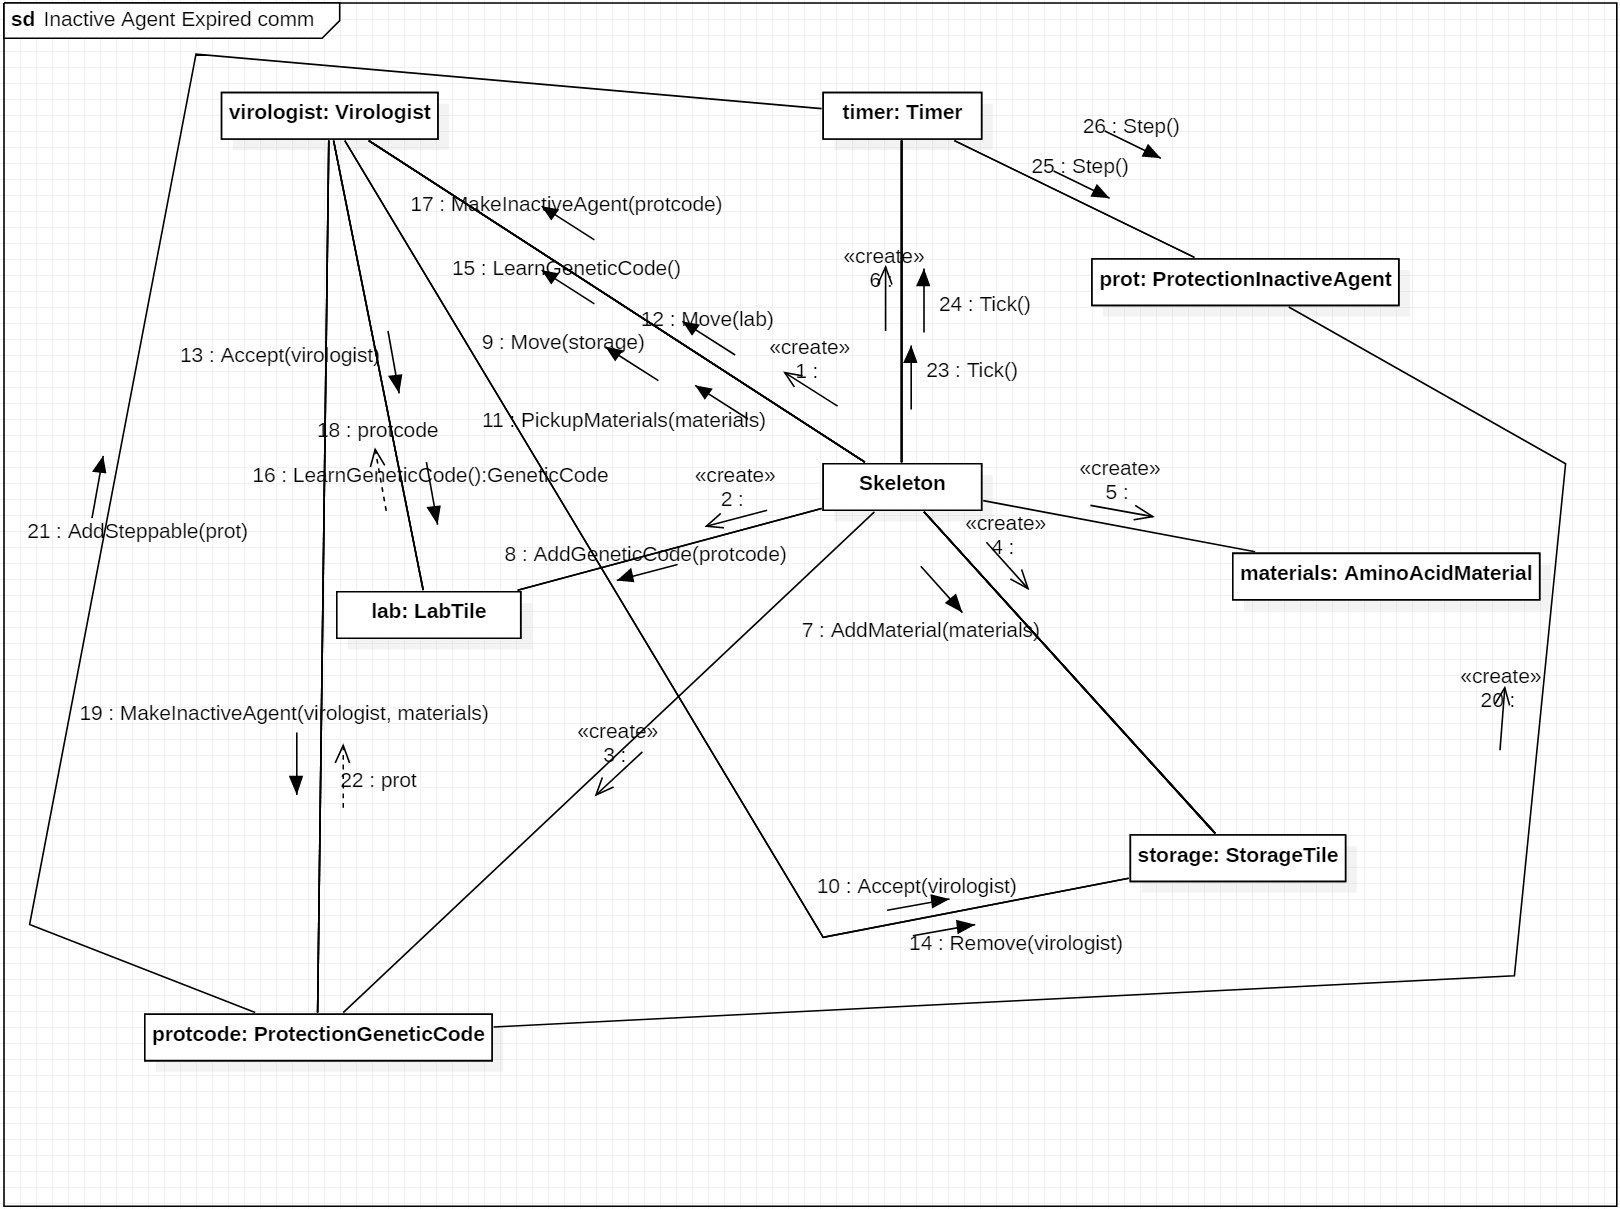 sd Inactive Agent Expired comm
virologist: Virologist
timer: Timer
26 : Step()
25 : Step()
17 : MakeInactiveAgent(protcode)
«create»
6 :
15 : LearnGeneticCode()
prot: ProtectionInactiveAgent
24 : Tick()
12 : Move(lab)
9 : Move(storage)
«create»
1 :
13 : Accept(virologist)
23 : Tick()
11 : PickupMaterials(materials)
18 : protcode
16 : LearnGeneticCode():GeneticCode
«create»
2 :
Skeleton
«create»
5 :
«create»
4 :
21 : AddSteppable(prot)
8 : AddGeneticCode(protcode)
materials: AminoAcidMaterial
lab: LabTile
7 : AddMaterial(materials)
«create»
20 :
19 : MakeInactiveAgent(virologist, materials)
«create»
3 :
22 : prot
storage: StorageTile
10 : Accept(virologist)
14 : Remove(virologist)
protcode: ProtectionGeneticCode